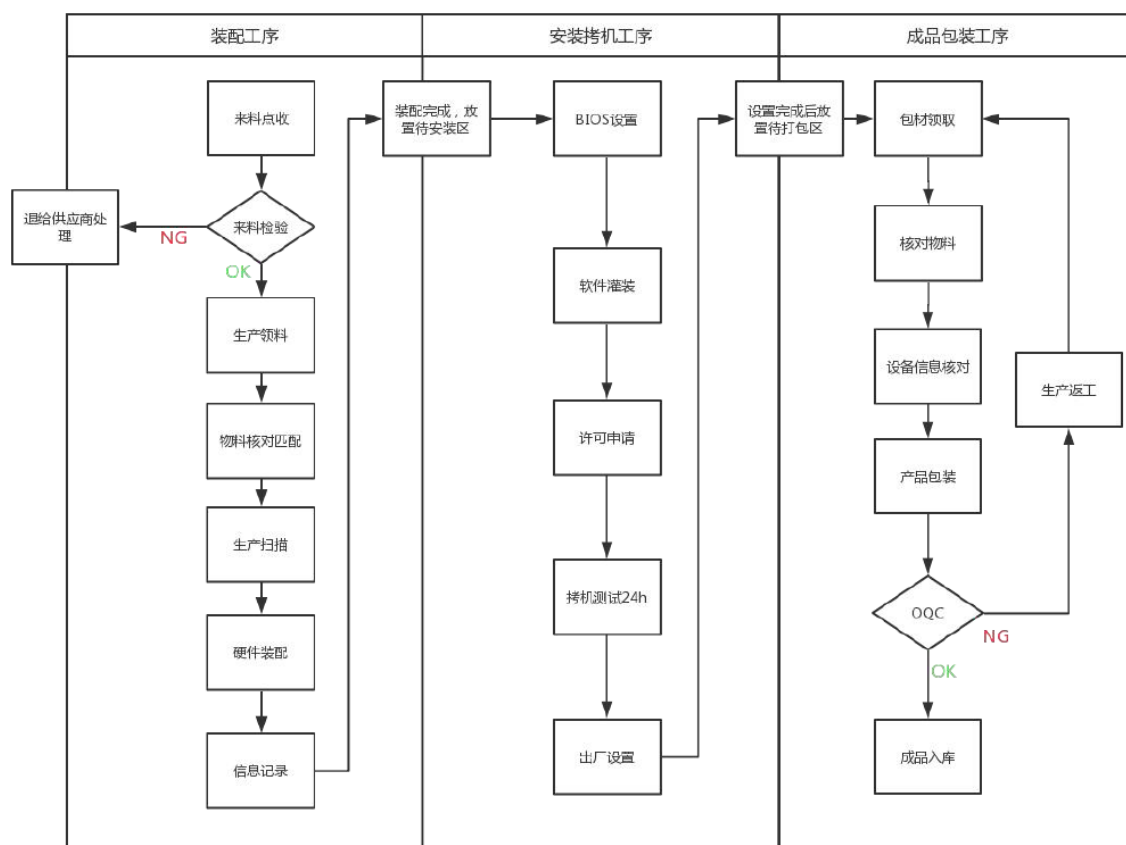 装配工序
安装拷机工序
成品包装工序
来料点收
来料检验
NG
退给供应商处
理
OK
生产领料
物料核对匹配
生产扫描
硬件装配
信息记录
装配完成，放
置待安装区
BIOS设置
软件灌装
许可申请
拷机测试24h
出厂设置
设置完成后放
置待打包区
包材领取
核对物料
设备信息核对
产品包装
OQC
NG
生产返工
OK
成品入库